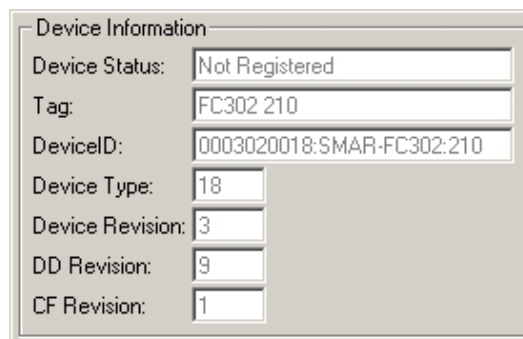 Device Information
Device Status: Not Registered
Tag: FC302 210
DeviceID: 0003020018:SMAR-FC302:210
Device Type: 18
Device Revision: 3
DD Revision: 9
CF Revision: 1